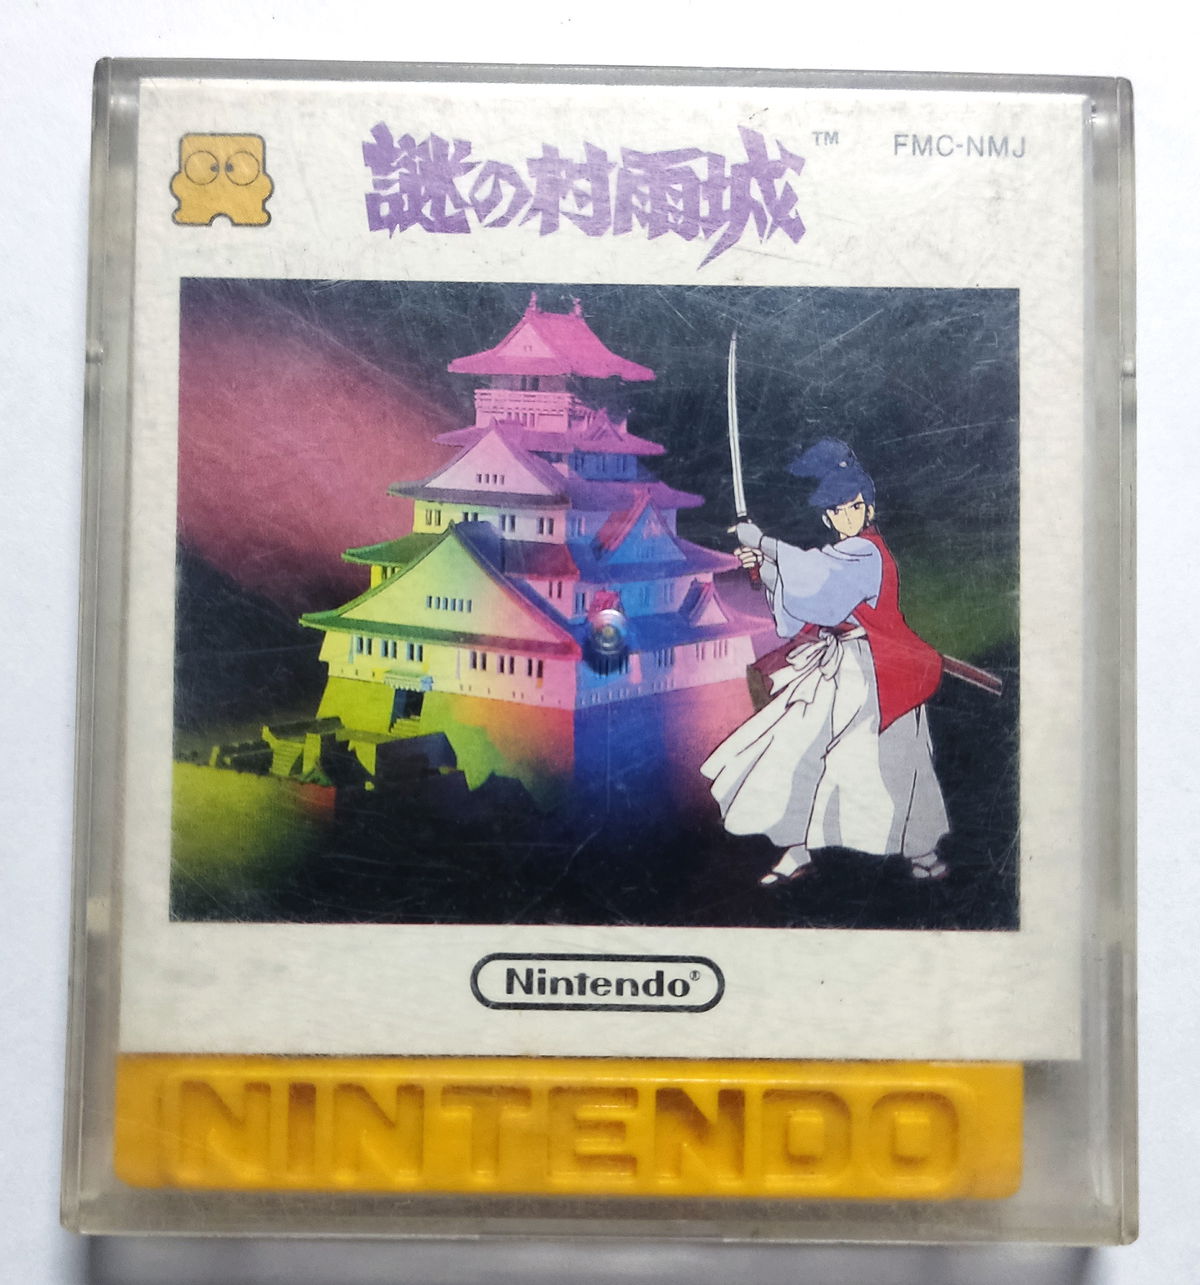 謎の村雨城™
FMC-NMJ
Nintendo®
NINTENDO